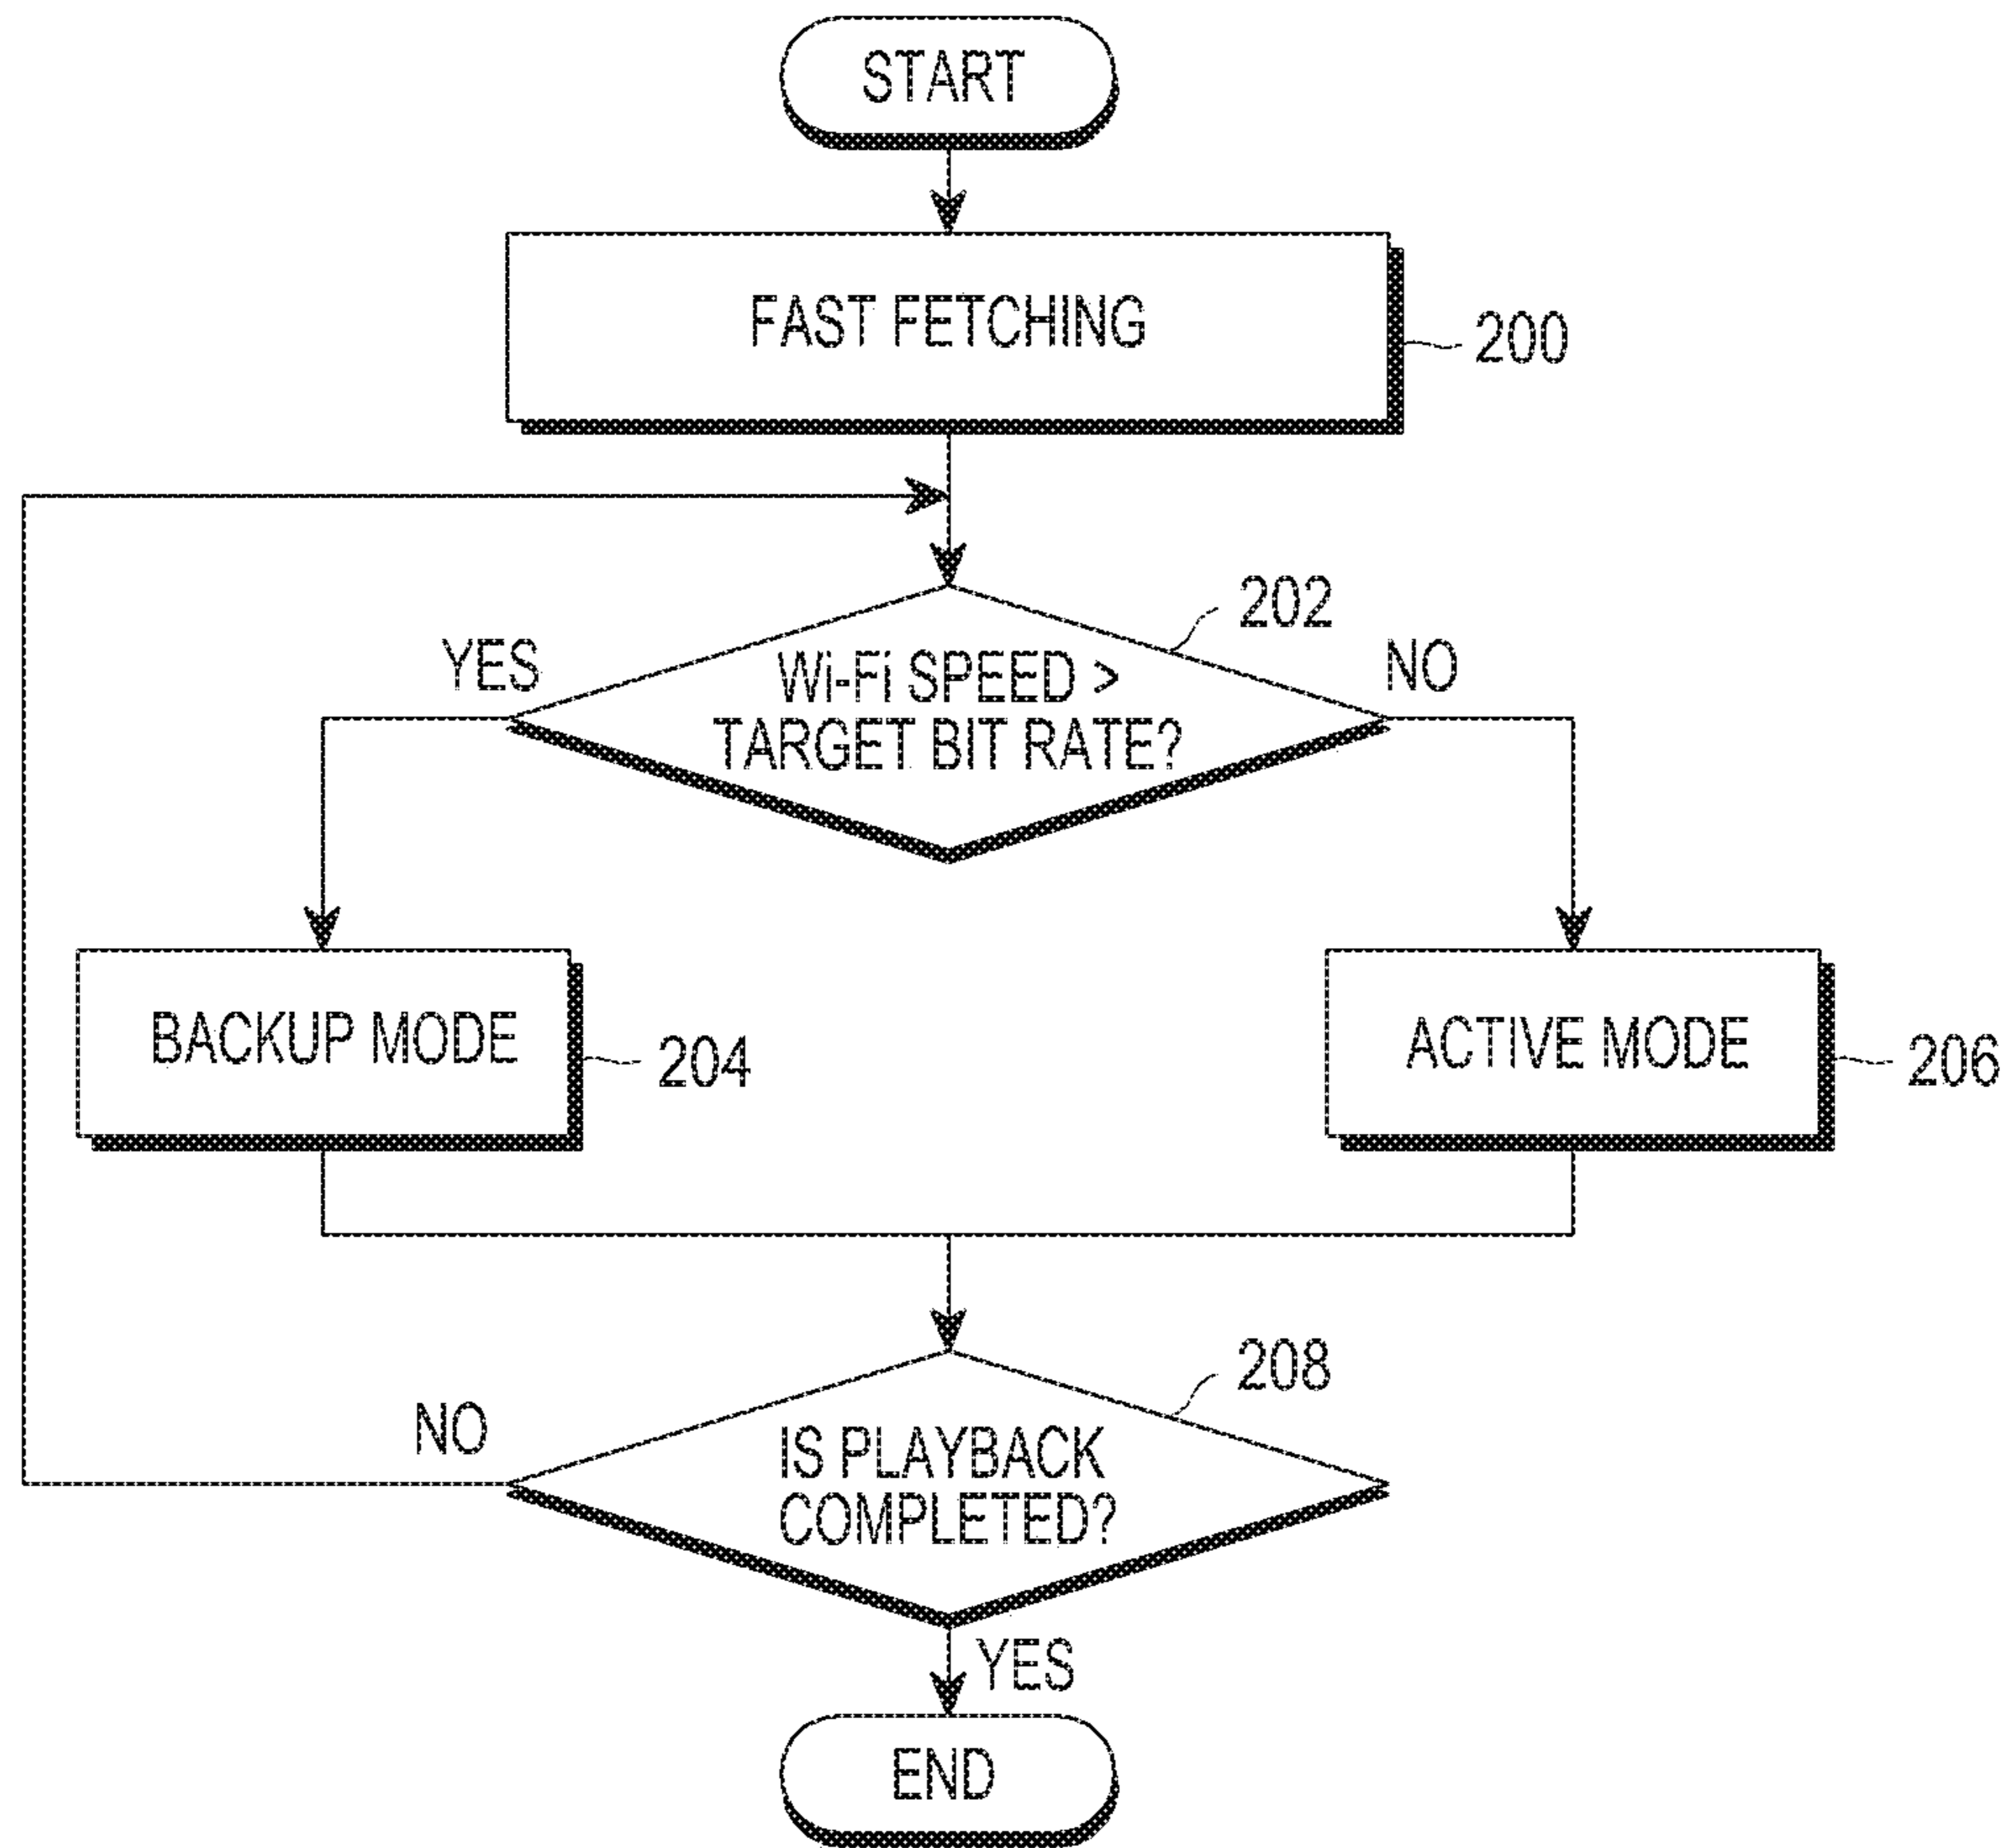 START
FAST FETCHING
200
202
YES
Wi-Fi SPEED >
TARGET BIT RATE?
NO
BACKUP MODE
204
ACTIVE MODE
206
208
NO
IS PLAYBACK
COMPLETED?
YES
END